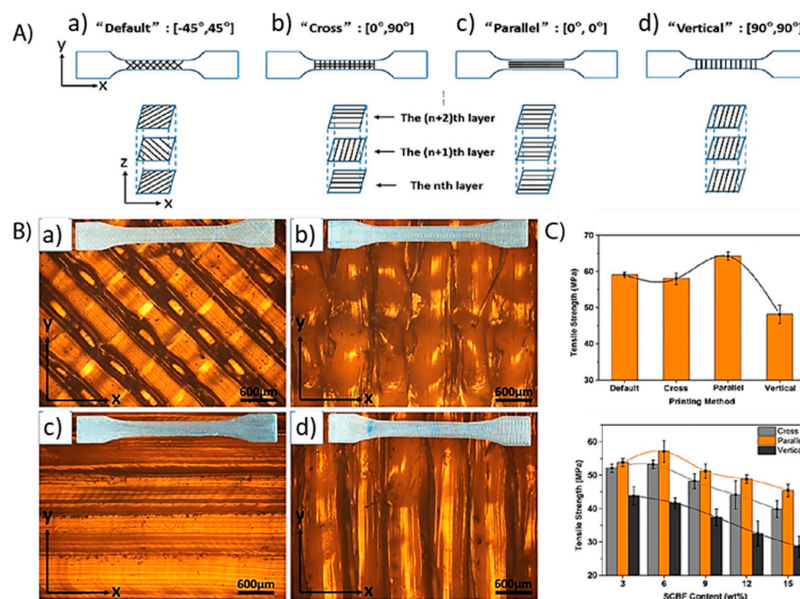 A)
a) "Default" : [-45°,45°]
b) "Cross" : [0°,90°]
c) "Parallel" : [0°, 0°]
d) "Vertical" : [90°,90°]
y
x
The (n+2)th layer
The (n+1)th layer
The nth layer
z
x
B)
a)
y
x
600μm
b)
y
x
600μm
c)
y
x
600μm
d)
y
x
600μm
C)
Tensile Strength (MPa)
70
60
50
40
30
Default Cross Parallel Vertical
Printing Method
Tensile Strength (MPa)
60
50
40
30
20
Cross
Paralle
Vertica
3 6 9 12 15
SCBF Content (wt%)